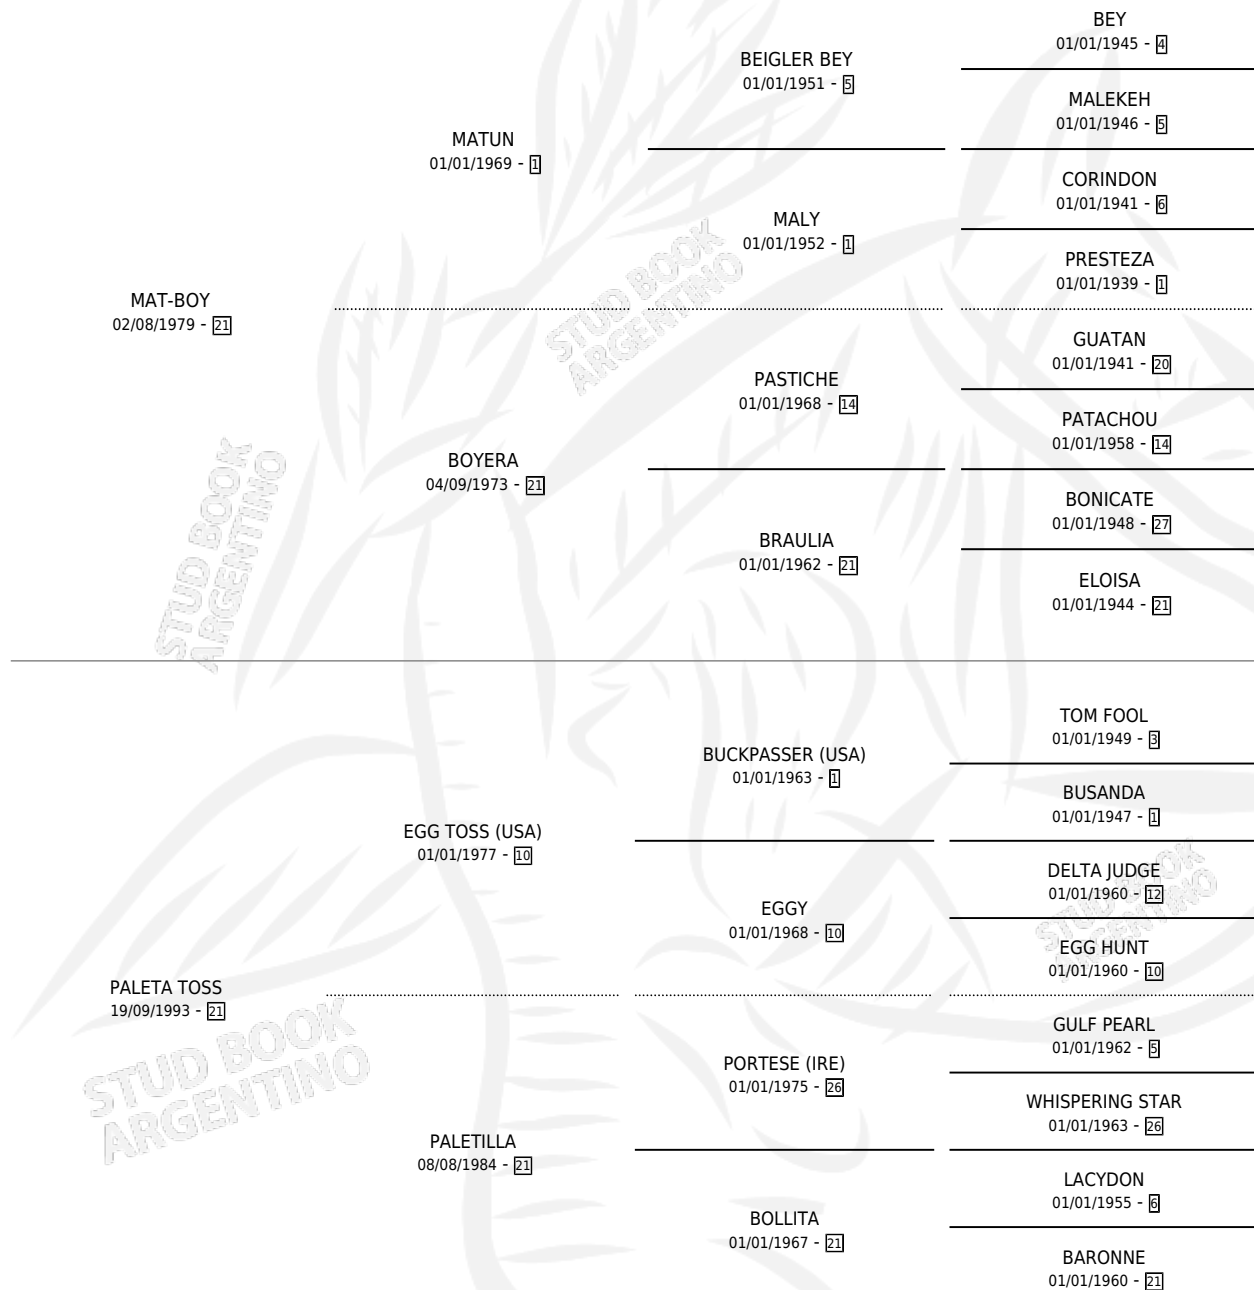 BEY
01/01/1945 - 4
BEIGLER BEY
01/01/1951 - 5
MALEKEH
01/01/1946 - 5
MATUN
01/01/1969 - 1
CORINDON
01/01/1941 - 6
MALY
01/01/1952 - 1
PRESTEZA
01/01/1939 - 1
MAT-BOY
02/08/1979 - 21
GUATAN
01/01/1941 - 20
PASTICHE
01/01/1968 - 14
PATACHOU
01/01/1958 - 14
BOYERA
04/09/1973 - 21
BONICATE
01/01/1948 - 27
BRAULIA
01/01/1962 - 21
ELOISA
01/01/1944 - 21
TOM FOOL
01/01/1949 - 3
BUCKPASSER (USA)
01/01/1963 - 1
BUSANDA
01/01/1947 - 1
EGG TOSS (USA)
01/01/1977 - 10
DELTA JUDGE
01/01/1960 - 12
EGGY
01/01/1968 - 10
EGG HUNT
01/01/1960 - 10
PALETA TOSS
19/09/1993 - 21
GULF PEARL
01/01/1962 - 5
PORTESE (IRE)
01/01/1975 - 26
WHISPERING STAR
01/01/1963 - 26
PALETILLA
08/08/1984 - 21
LACYDON
01/01/1955 - 6
BOLLITA
01/01/1967 - 21
BARONNE
01/01/1960 - 21
STUD BOOK
ARGENTINO
STUD BOOK
ARGENTINO
STUD BOOK
ARGENTINO
STUD BOOK
ARGENTINO